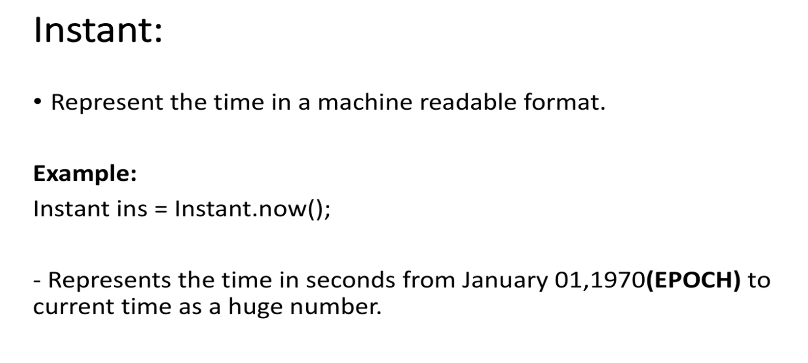 Instant:
• Represent the time in a machine readable format.
Example:
Instant ins = Instant.now();
- Represents the time in seconds from January 01,1970(EPOCH) to
current time as a huge number.